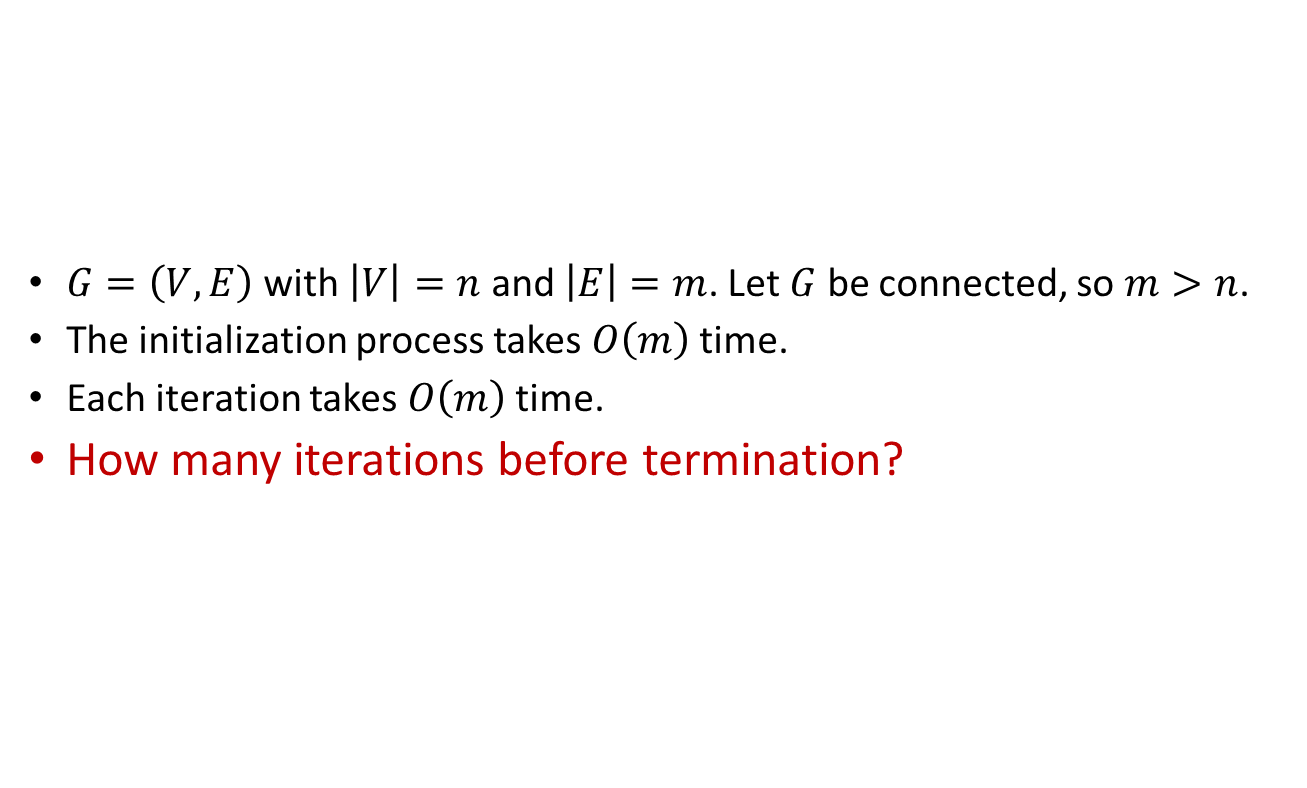 • G = (V, E) with |V| = n and |E| = m. Let G be connected, so m > n.
• The initialization process takes O(m) time.
• Each iteration takes O(m) time.
• How many iterations before termination?